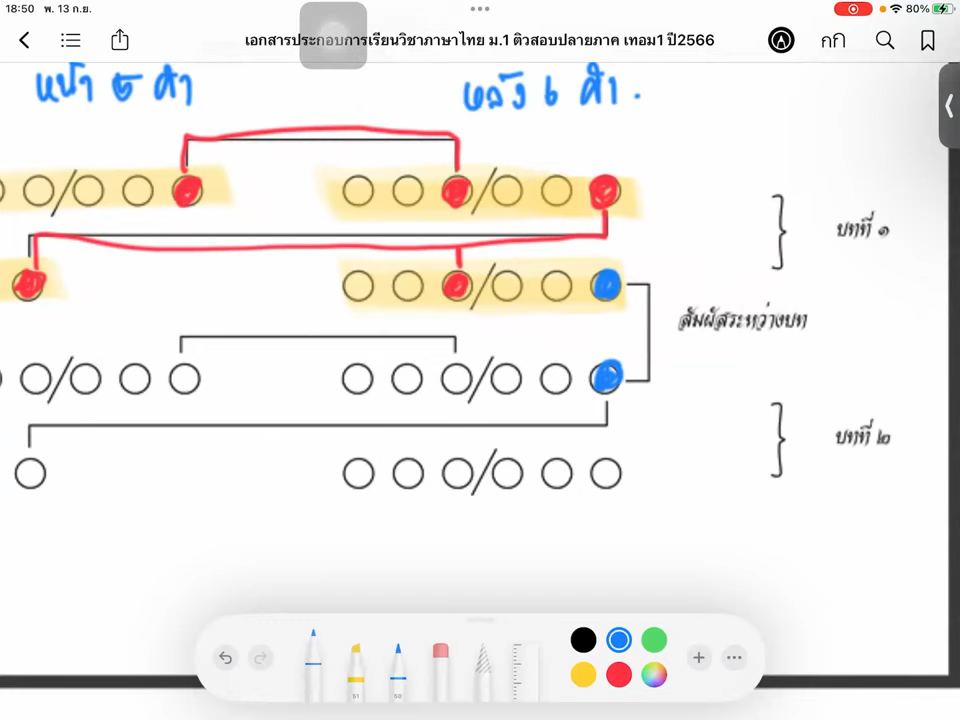 18:50 พ. 13 ก.ย. 80%
เอกสารประกอบการเรียนวิชาภาษาไทย ม.1 ติวสอบปลายภาค เทอม1 ปี2566
หน้า ๕ คำ หลัง ๖ คำ.
บทที่ ๑
สัมผัสระหว่างบท
บทที่ ๒
51 50